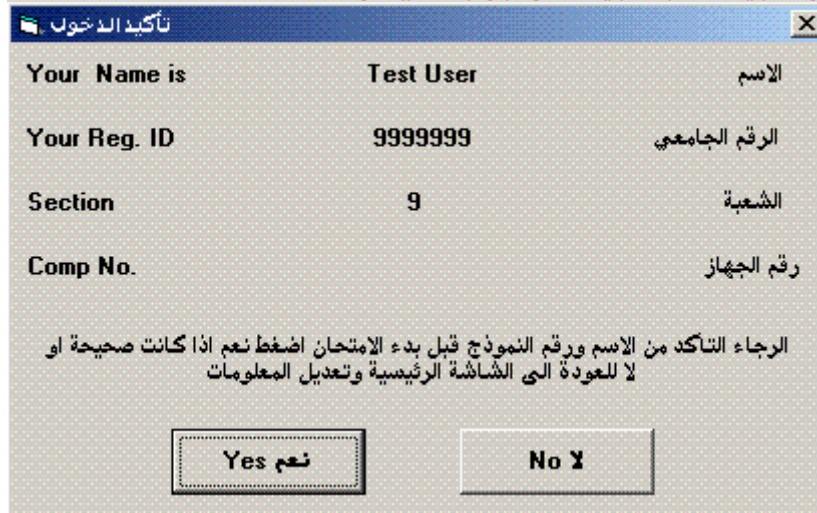 تأكيد الدخول
Your Name is Test User الاسم
Your Reg. ID 9999999 الرقم الجامعي
Section 9 الشعبة
Comp No. رقم الجهاز
الرجاء التأكد من الاسم ورقم النموذج قبل بدء الامتحان اضغط نعم اذا كانت صحيحة او
لا للعودة الى الشاشة الرئيسية وتعديل المعلومات
Yes نعم No لا